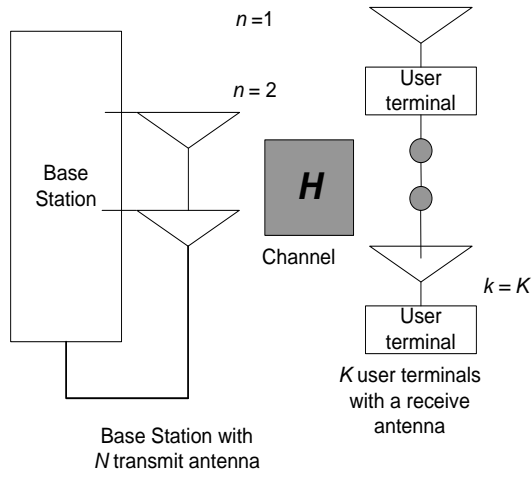 n=1
User
terminal
n = 2
Base
Station
H
Channel
k = K
User
terminal
K user terminals
with a receive
antenna
Base Station with
N transmit antenna